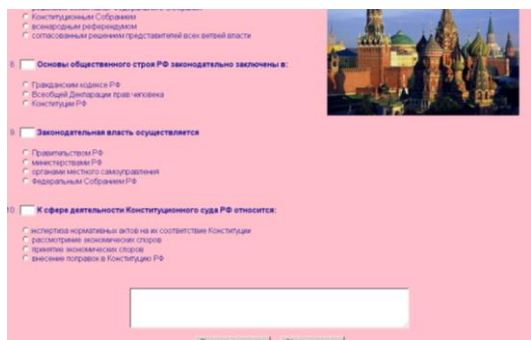 Конституционным Собранием
всенародным референдумом
согласованным решением представителей всех ветвей власти
8. Основы общественного строя РФ законодательно заключены в:
Гражданским кодексе РФ
Всеобщей Декларации прав человека
Конституции РФ
9. Законодательная власть осуществляется
Правительством РФ
министерствами РФ
органами местного самоуправления
Федеральным Собранием РФ
10. К сфере деятельности Конституционного суда РФ относится:
экспертиза нормативных актов на их соответствие Конституции
рассмотрение экономических споров
принятие экономических споров
внесение поправок в Конституцию РФ